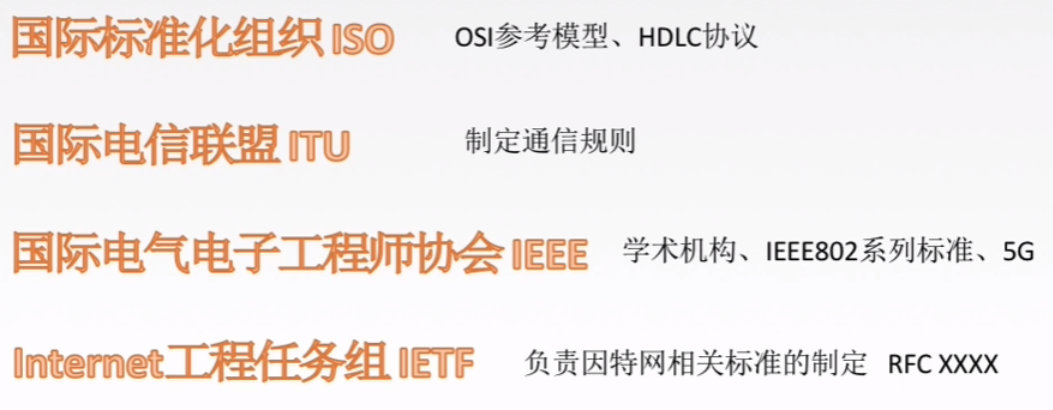 国际标准化组织 ISO OSI参考模型、HDLC协议
国际电信联盟 ITU 制定通信规则
国际电气电子工程师协会 IEEE 学术机构、IEEE802系列标准、5G
Internet工程任务组 IETF 负责因特网相关标准的制定 RFC XXXX